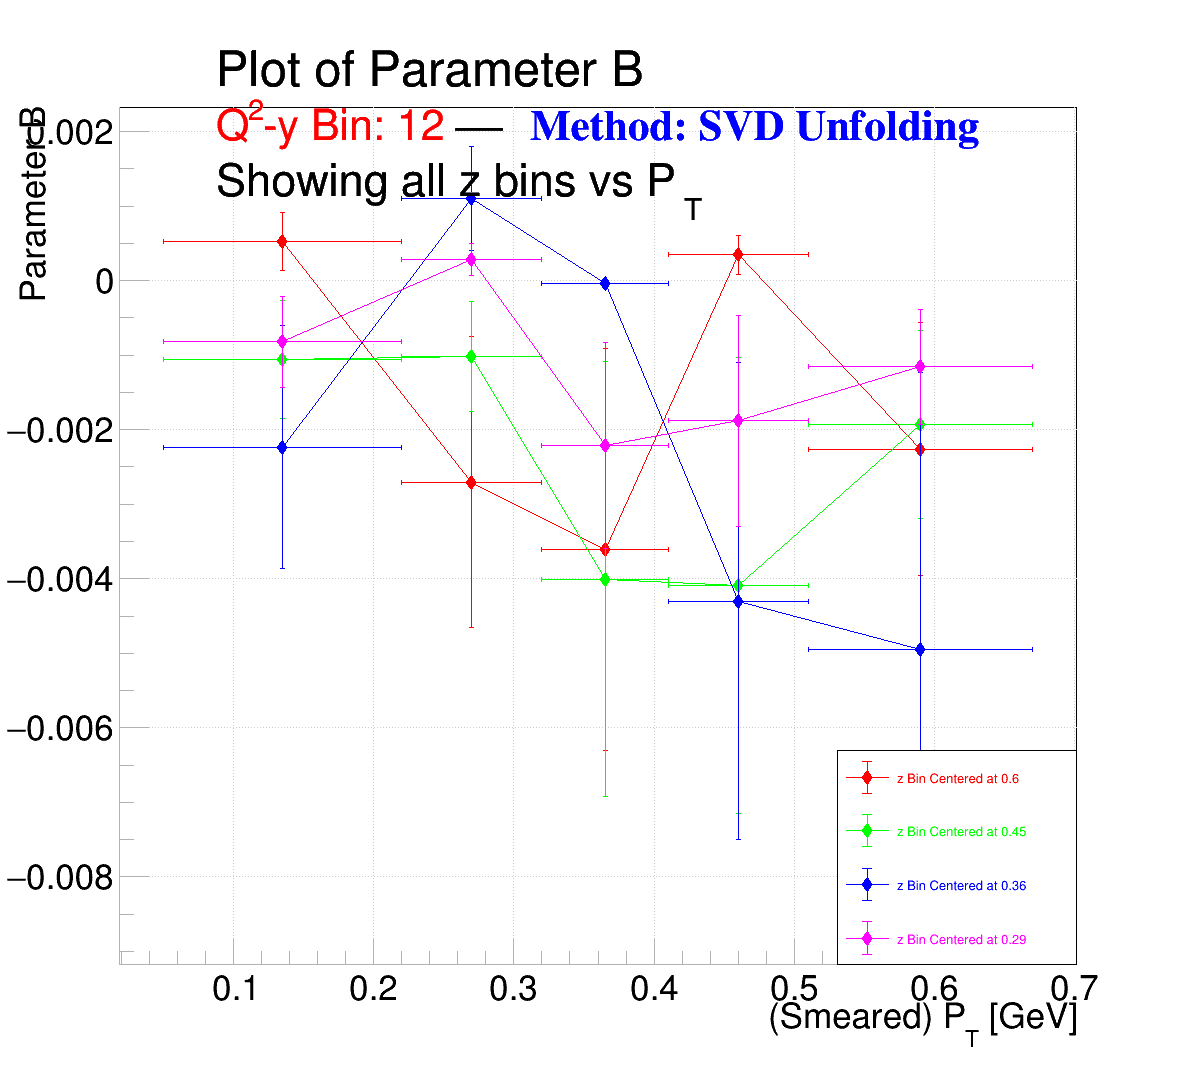 Plot of Parameter B
Q²-y Bin: 12 — Method: SVD Unfolding
Showing all z bins vs P_T
Parameter B
0.002
0
−0.002
−0.004
−0.006
−0.008
z Bin Centered at 0.6
z Bin Centered at 0.45
z Bin Centered at 0.36
z Bin Centered at 0.29
0.1 0.2 0.3 0.4 0.5 0.6 0.7
(Smeared) P_T [GeV]